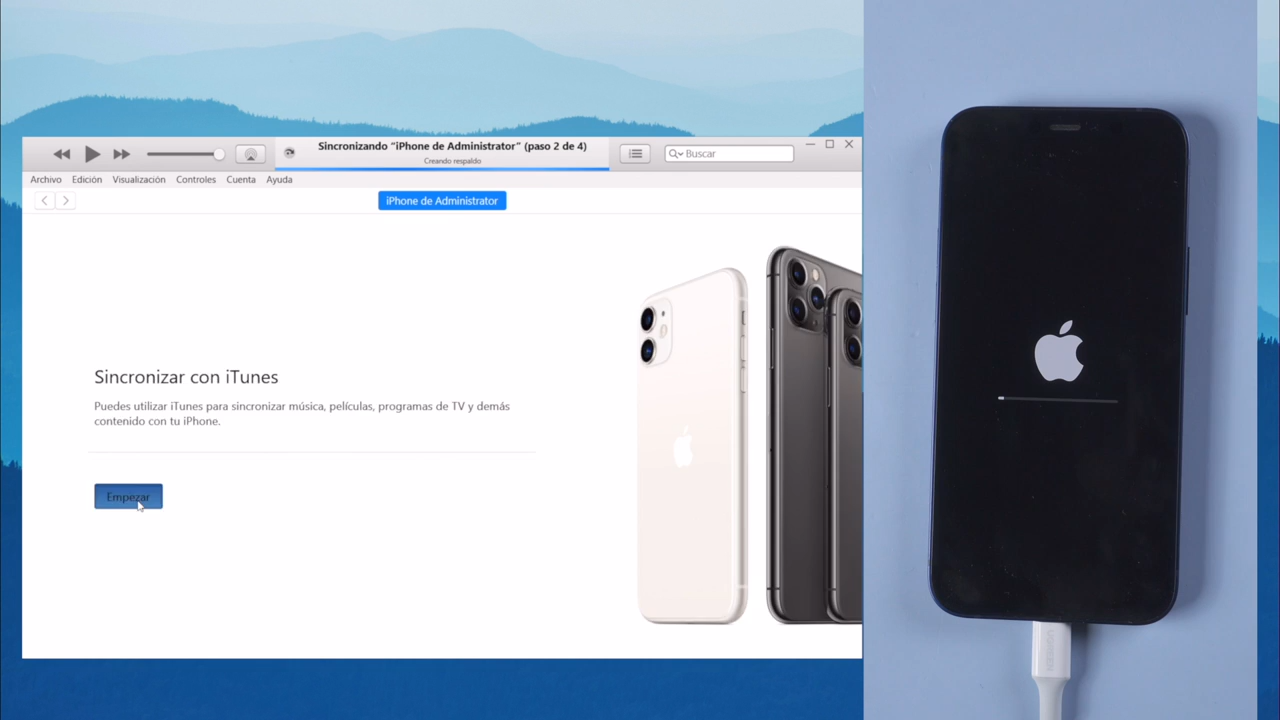 Sincronizando “iPhone de Administrator” (paso 2 de 4)
Creando respaldo
Buscar
Archivo Edición Visualización Controles Cuenta Ayuda
iPhone de Administrator
Sincronizar con iTunes
Puedes utilizar iTunes para sincronizar música, películas, programas de TV y demás
contenido con tu iPhone.
Empezar